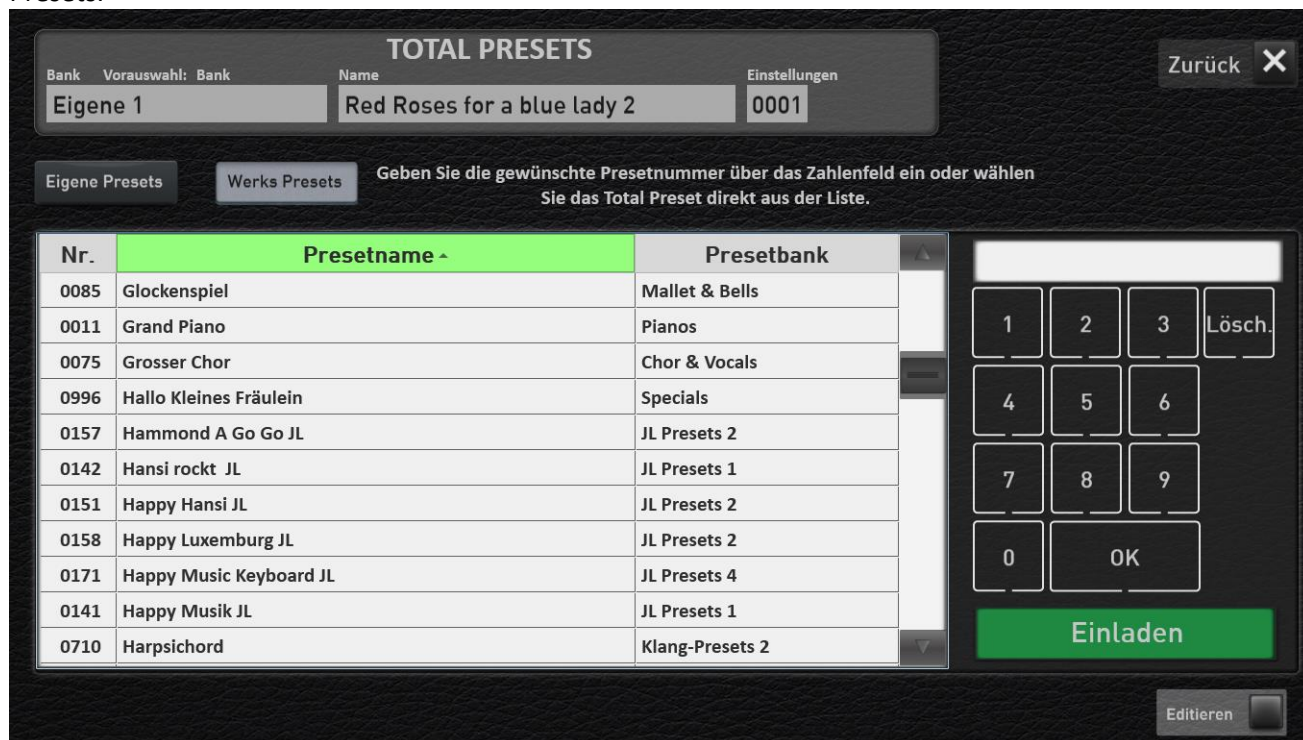 TOTAL PRESETS
Bank Vorauswahl: Bank Name Einstellungen
Eigene 1 Red Roses for a blue lady 2 0001
Zurück
Eigene Presets Werks Presets
Geben Sie die gewünschte Presetnummer über das Zahlenfeld ein oder wählen
Sie das Total Preset direkt aus der Liste.
Nr. Presetname Presetbank
0085 Glockenspiel Mallet & Bells
0011 Grand Piano Pianos
0075 Grosser Chor Chor & Vocals
0996 Hallo Kleines Fräulein Specials
0157 Hammond A Go Go JL JL Presets 2
0142 Hansi rockt JL JL Presets 1
0151 Happy Hansi JL JL Presets 2
0158 Happy Luxemburg JL JL Presets 2
0171 Happy Music Keyboard JL JL Presets 4
0141 Happy Musik JL JL Presets 1
0710 Harpsichord Klang-Presets 2
1 2 3 Lösch.
4 5 6
7 8 9
0 OK
Einladen
Editieren